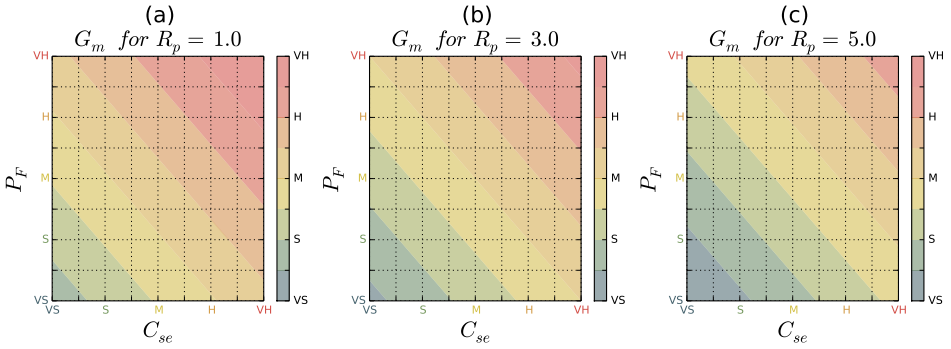 (a)
G_m for R_p = 1.0
VH
H
M
S
VS
P_F
VS S M H VH
C_se
VH
H
M
S
VS
(b)
G_m for R_p = 3.0
VH
H
M
S
VS
P_F
VS S M H VH
C_se
VH
H
M
S
VS
(c)
G_m for R_p = 5.0
VH
H
M
S
VS
P_F
VS S M H VH
C_se
VH
H
M
S
VS